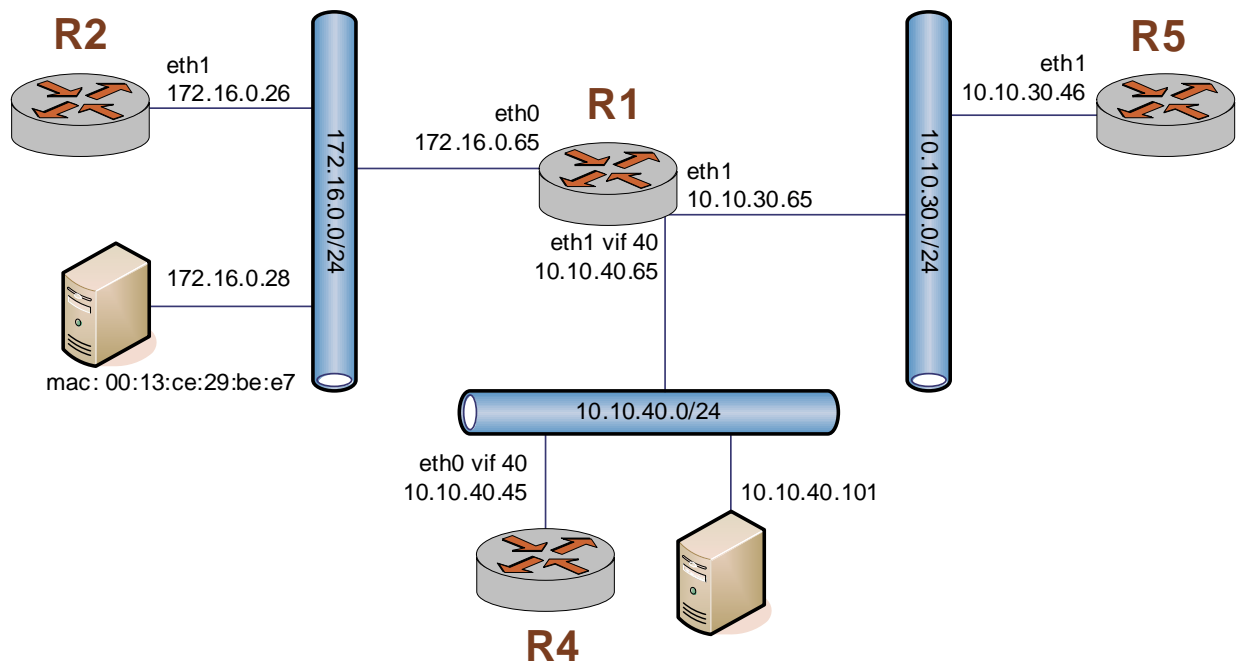 R2
eth1
172.16.0.26
172.16.0.28
mac: 00:13:ce:29:be:e7
172.16.0.0/24
eth0
172.16.0.65
R1
eth1
10.10.30.65
eth1 vif 40
10.10.40.65
10.10.30.0/24
R5
eth1
10.10.30.46
10.10.40.0/24
eth0 vif 40
10.10.40.45
R4
10.10.40.101